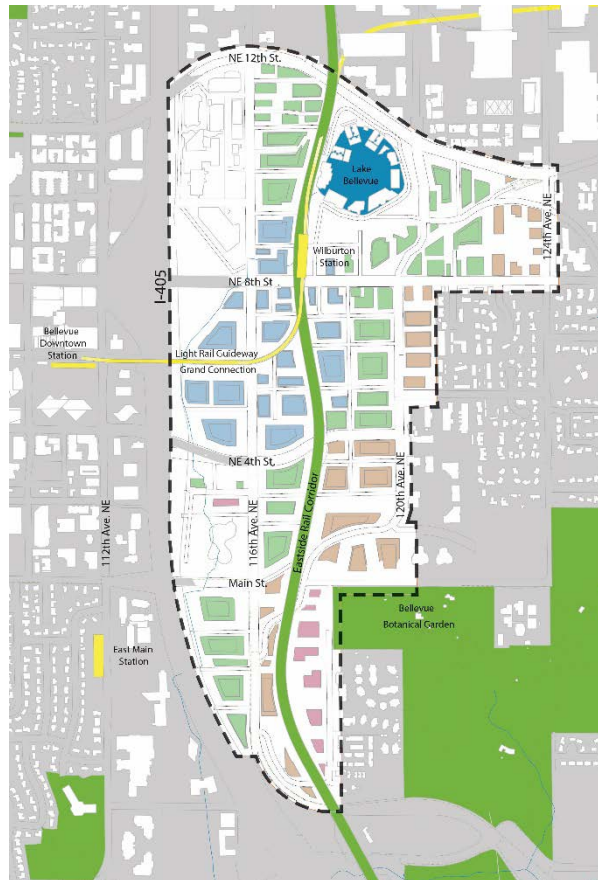 NE 12th St.
Lake
Bellevue
124th Ave. NE
Wilburton
Station
NE 8th St
I-405
Bellevue
Downtown
Station
Light Rail Guideway
Grand Connection
NE 4th St.
120th Ave. NE
Eastside Rail Corridor
116th Ave. NE
112th Ave. NE
Main St.
Bellevue
Botanical Garden
East Main
Station